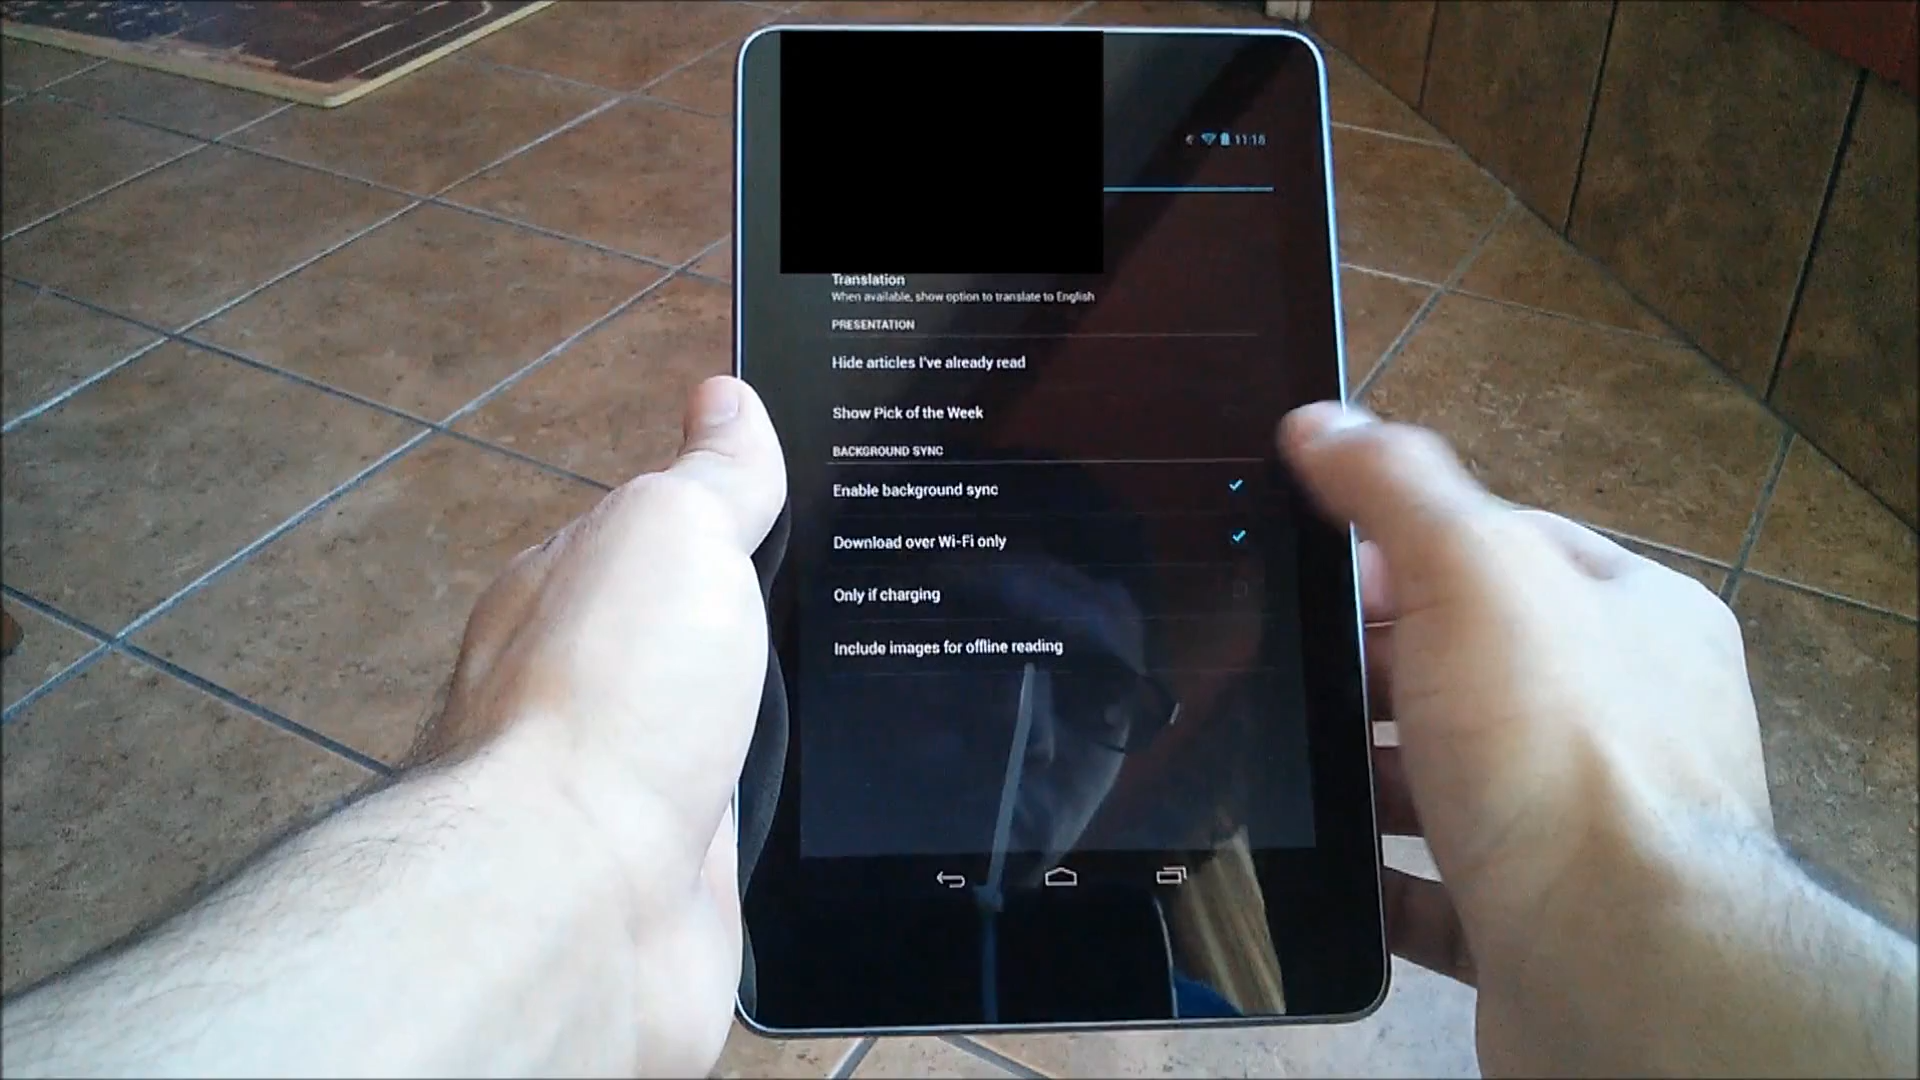 11:18
Translation
When available, show option to translate to English
PRESENTATION
Hide articles I've already read
Show Pick of the Week
BACKGROUND SYNC
Enable background sync
Download over Wi-Fi only
Only if charging
Include images for offline reading